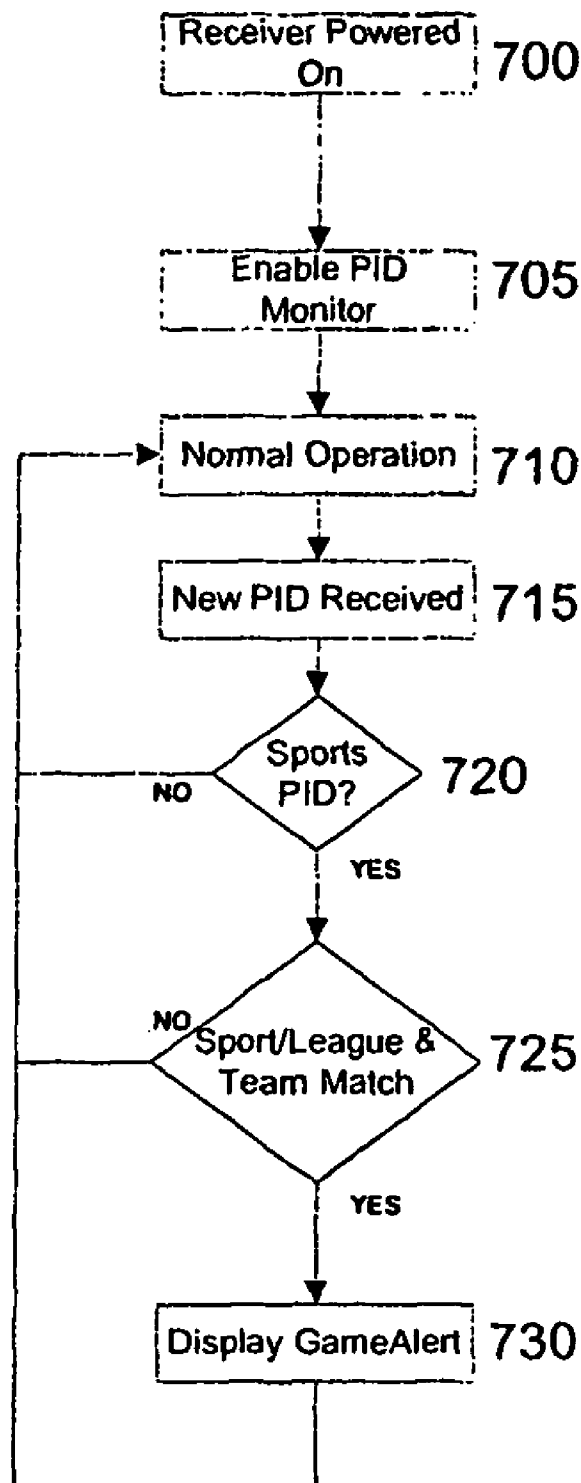 Receiver Powered
On
700
Enable PID
Monitor
705
Normal Operation
710
New PID Received
715
Sports
PID?
720
NO
YES
NO
Sport/League &
Team Match
725
YES
Display GameAlert
730